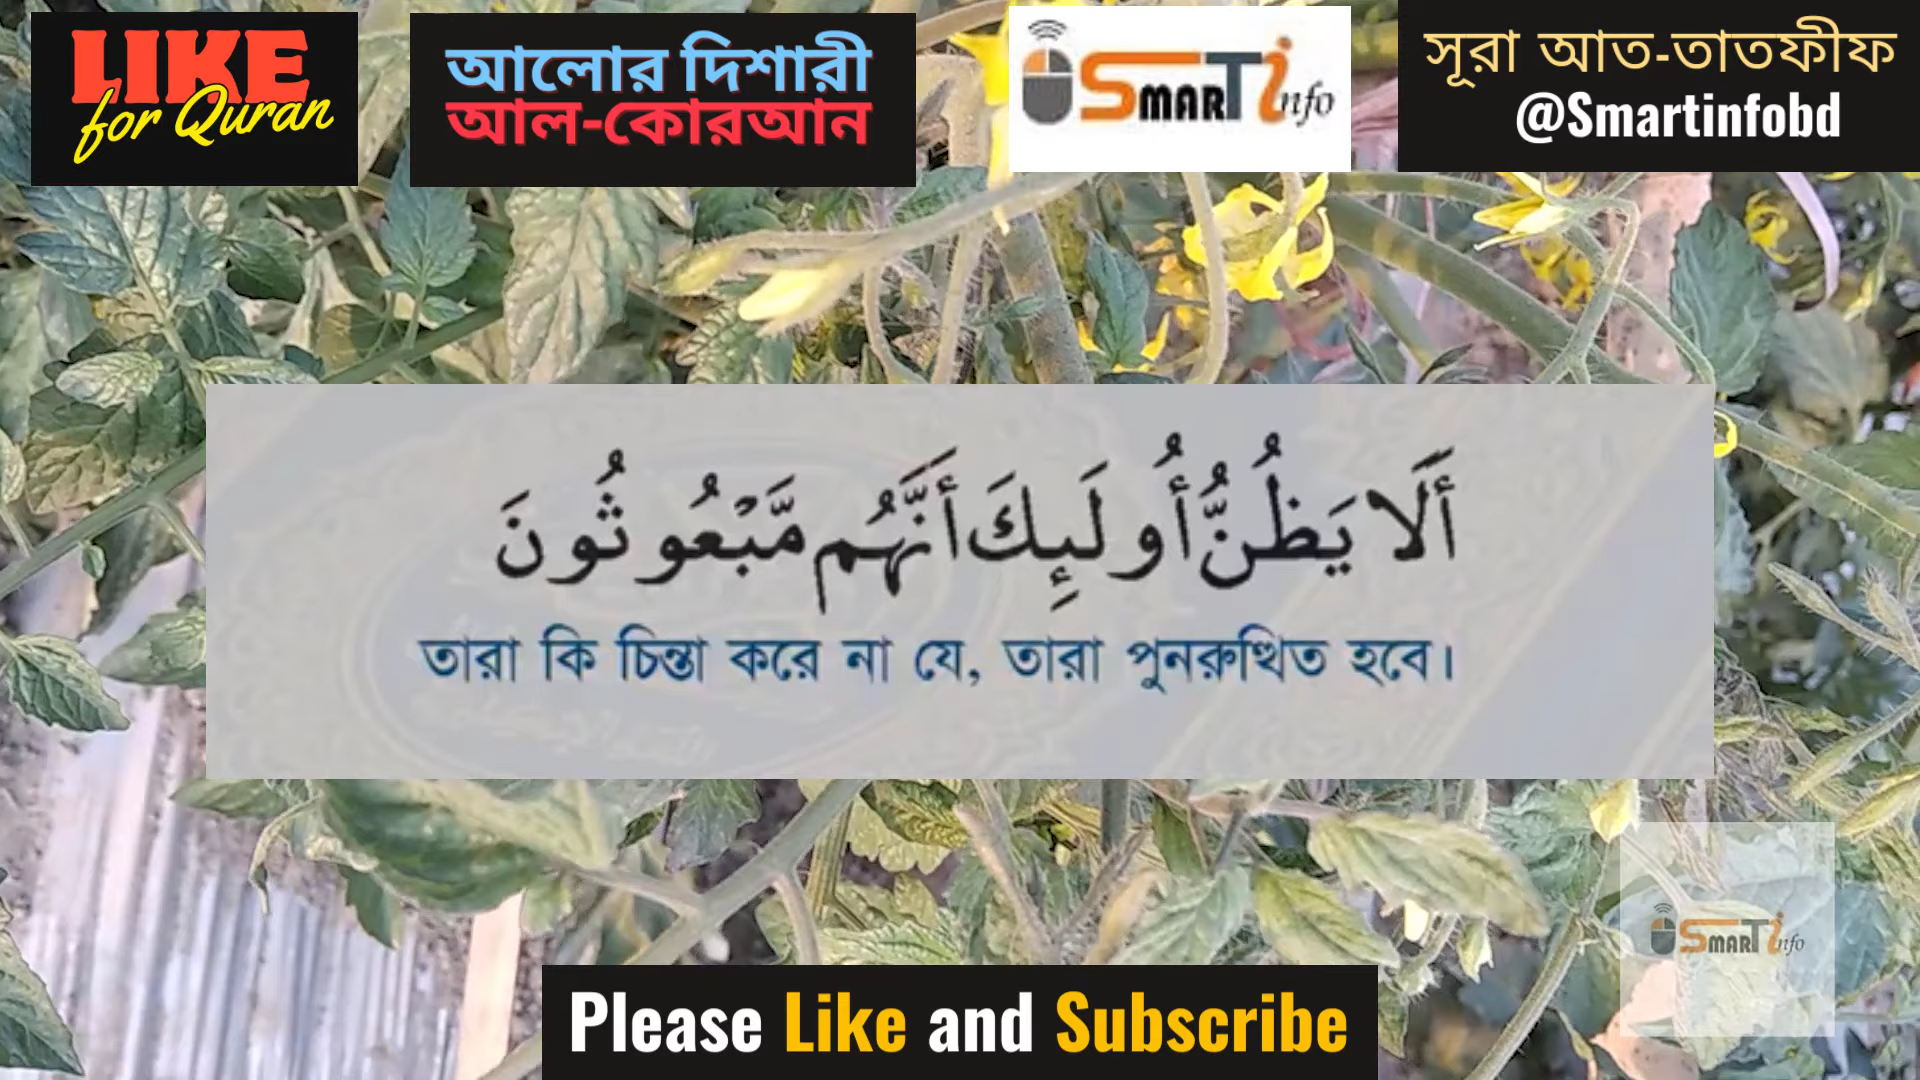 LIKE
for Quran
আলোর দিশারী
আল-কোরআন
SMARTInfo
সূরা আত-তাতফীফ
@Smartinfobd
أَلَا يَظُنُّ أُولَٰئِكَ أَنَّهُم مَّبْعُوثُونَ
তারা কি চিন্তা করে না যে, তারা পুনরুত্থিত হবে।
SMARTInfo
Please Like and Subscribe